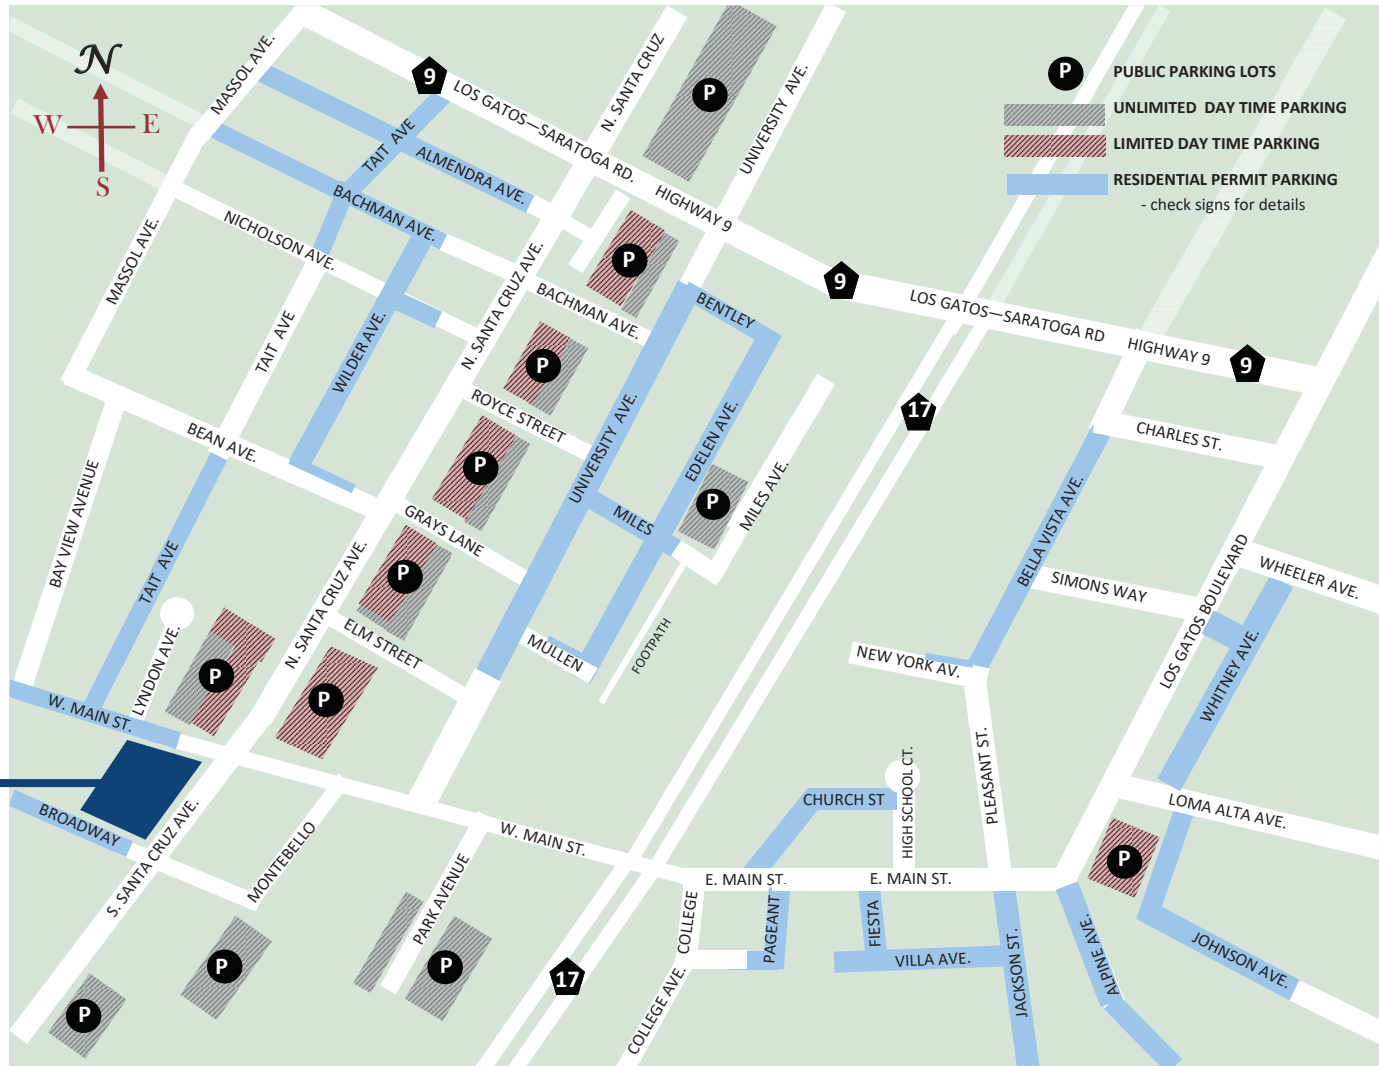 N
W E
S
MASSOL AVE.
9
LOS GATOS—SARATOGA RD.
HIGHWAY 9
N. SANTA CRUZ
P
UNIVERSITY AVE.
P PUBLIC PARKING LOTS
UNLIMITED DAY TIME PARKING
LIMITED DAY TIME PARKING
RESIDENTIAL PERMIT PARKING
- check signs for details
TAIT AVE
ALMENDRA AVE.
BACHMAN AVE.
NICHOLSON AVE.
MASSOL AVE.
P
N. SANTA CRUZ AVE.
BACHMAN AVE.
BENTLEY
9
LOS GATOS—SARATOGA RD
HIGHWAY 9
9
TAIT AVE
WILDER AVE.
P
ROYCE STREET
UNIVERSITY AVE.
EDELEN AVE.
17
CHARLES ST.
BEAN AVE.
P
GRAYS LANE
MILES
P
MILES AVE.
BAY VIEW AVENUE
TAIT AVE
N. SANTA CRUZ AVE.
P
ELM STREET
MULLEN
FOOTPATH
BELLA VISTA AVE.
SIMONS WAY
LOS GATOS BOULEVARD
WHEELER AVE.
WHITNEY AVE.
NEW YORK AV.
LYNDON AVE.
P
P
W. MAIN ST.
BROADWAY
S. SANTA CRUZ AVE.
MONTEBELLO
W. MAIN ST.
PARK AVENUE
CHURCH ST
HIGH SCHOOL CT.
PLEASANT ST.
LOMA ALTA AVE.
P
E. MAIN ST.
E. MAIN ST.
COLLEGE
PAGEANT
FIESTA
VILLA AVE.
JACKSON ST.
ALPINE AVE.
JOHNSON AVE.
P
P
P
17
COLLEGE AVE.